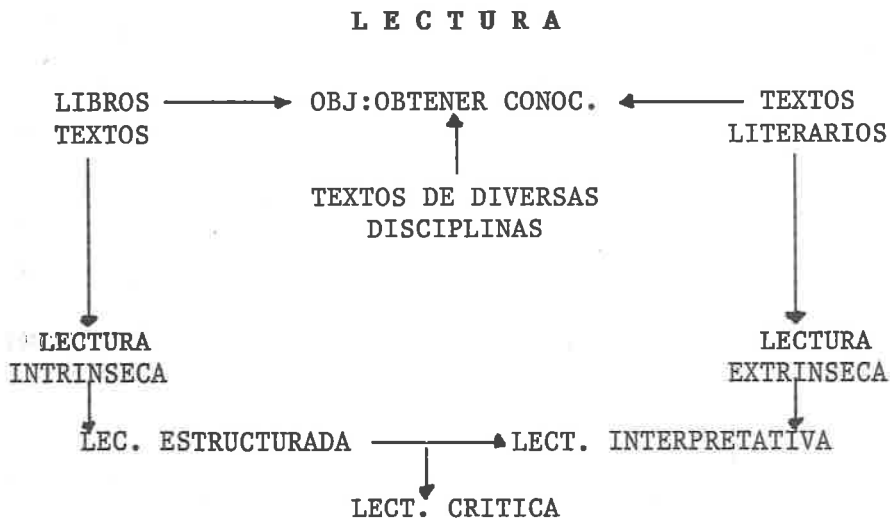 L E C T U R A
LIBROS OBJ:OBTENER CONOC. TEXTOS
TEXTOS LITERARIOS
TEXTOS DE DIVERSAS
DISCIPLINAS
LECTURA LECTURA
INTRINSECA EXTRINSECA
LEC. ESTRUCTURADA LECT. INTERPRETATIVA
LECT. CRITICA